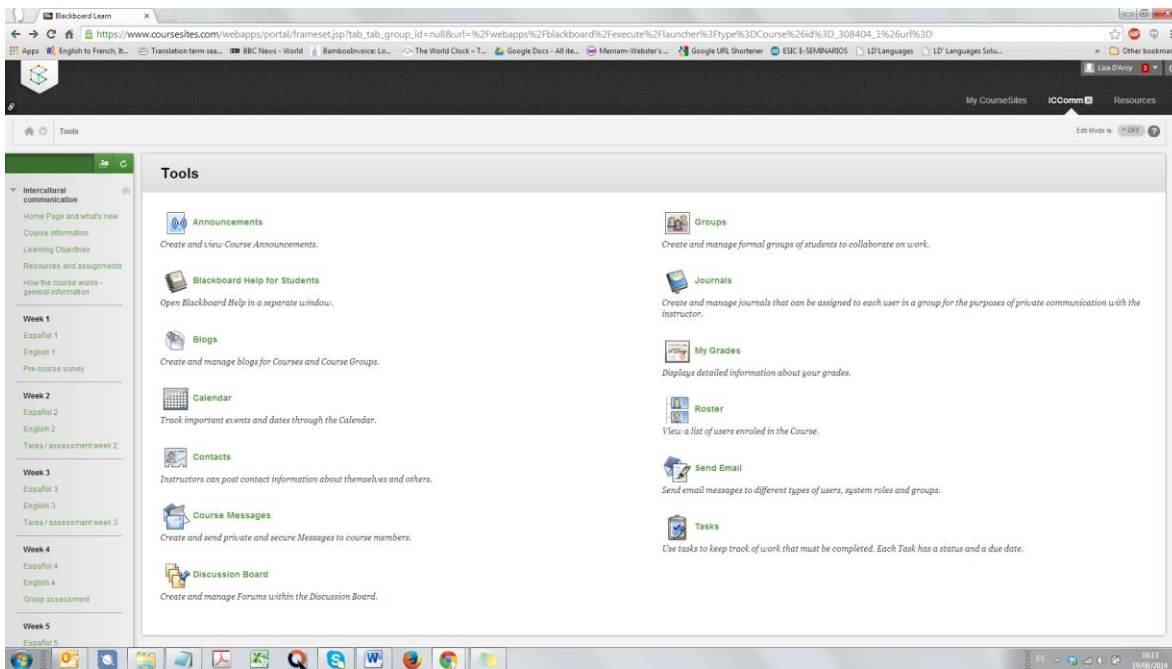 Blackboard Learn
https://www.coursesites.com/webapps/portal/frameset.jsp?tab_tab_group_id=null&url=%2Fwebapps%2Fblackboard%2Fexecute%2Flauncher%3Ftype%3DCourse%26id%3D_308404_1%26url%3D
Apps English to French, It... Translation term sea... BBC News - World BambooInvoice: Lo... The World Clock – T... Google Docs - All ite... Merriam-Webster's ... Google URL Shortener ESIC E-SEMINARIOS LD'Languages LD' Languages Solu... » Other bookmar
Liza D'Arcy 2
My CourseSites ICComm Resources
Tools Edit Mode is: OFF ?
Tools
Intercultural communication
Home Page and what's new
Course information
Learning Objectives
Resources and assignments
How the course works -
general information
Week 1
Español 1
English 1
Pre-course survey
Week 2
Español 2
English 2
Tarea / assessment week 2
Week 3
Español 3
English 3
Tarea / assessment week 3
Week 4
Español 4
English 4
Group assessment
Week 5
Español 5
Announcements
Create and view Course Announcements.
Blackboard Help for Students
Open Blackboard Help in a separate window.
Blogs
Create and manage blogs for Courses and Course Groups.
Calendar
Track important events and dates through the Calendar.
Contacts
Instructors can post contact information about themselves and others.
Course Messages
Create and send private and secure Messages to course members.
Discussion Board
Create and manage Forums within the Discussion Board.
Groups
Create and manage formal groups of students to collaborate on work.
Journals
Create and manage journals that can be assigned to each user in a group for the purposes of private communication with the
instructor.
My Grades
Displays detailed information about your grades.
Roster
View a list of users enroled in the Course.
Send Email
Send email messages to different types of users, system roles and groups.
Tasks
Use tasks to keep track of work that must be completed. Each Task has a status and a due date.
ES 16:13
19/06/2014